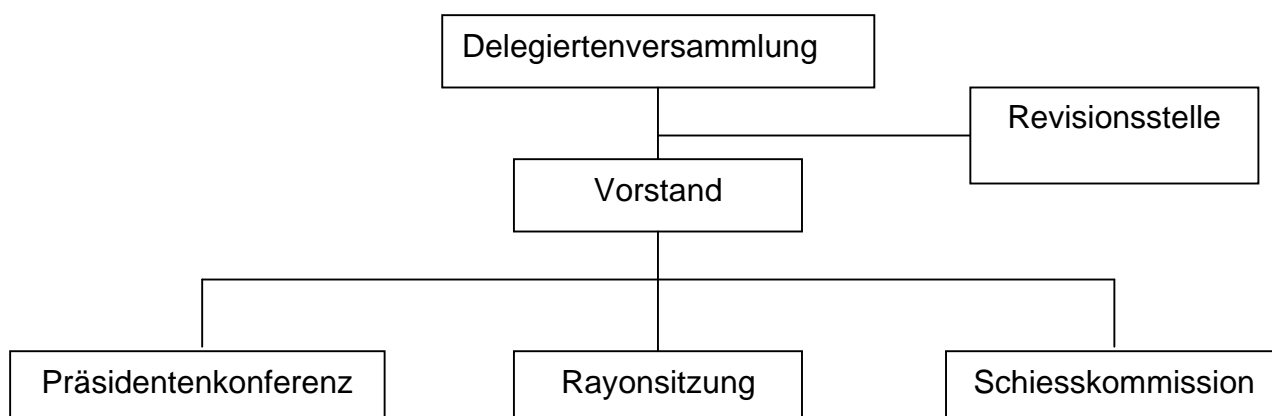 Delegiertenversammlung
Revisionsstelle
Vorstand
Präsidentenkonferenz
Rayonsitzung
Schiesskommission